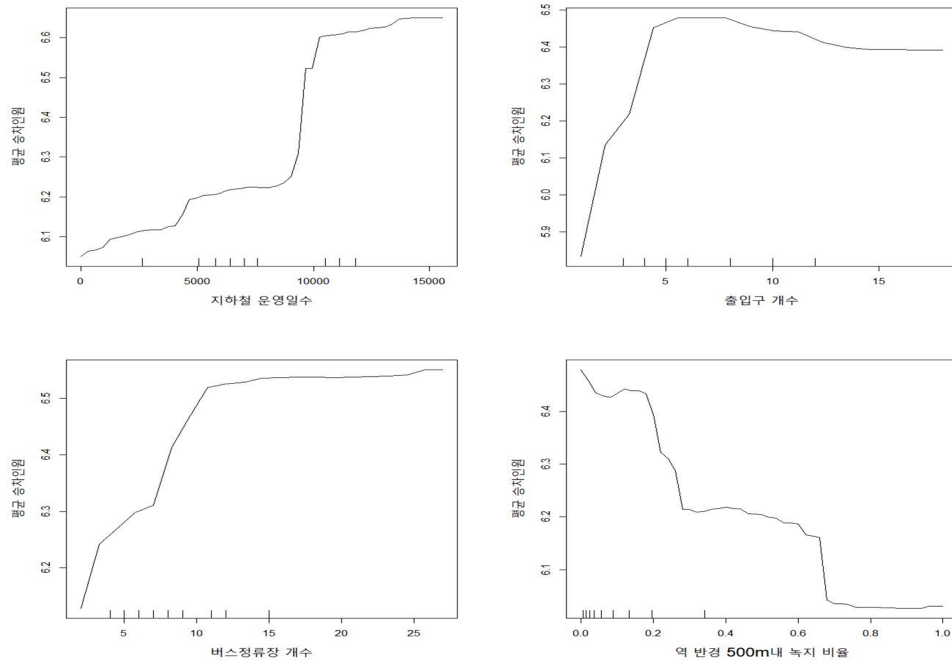 평균 승차인원
6.1 6.2 6.3 6.4 6.5 6.6
0 5000 10000 15000
지하철 운영일수
평균 승차인원
5.9 6.0 6.1 6.2 6.3 6.4 6.5
5 10 15
출입구 개수
평균 승차인원
6.2 6.3 6.4 6.5
5 10 15 20 25
버스정류장 개수
평균 승차인원
6.1 6.2 6.3 6.4
0.0 0.2 0.4 0.6 0.8 1.0
역 반경 500m내 녹지 비율